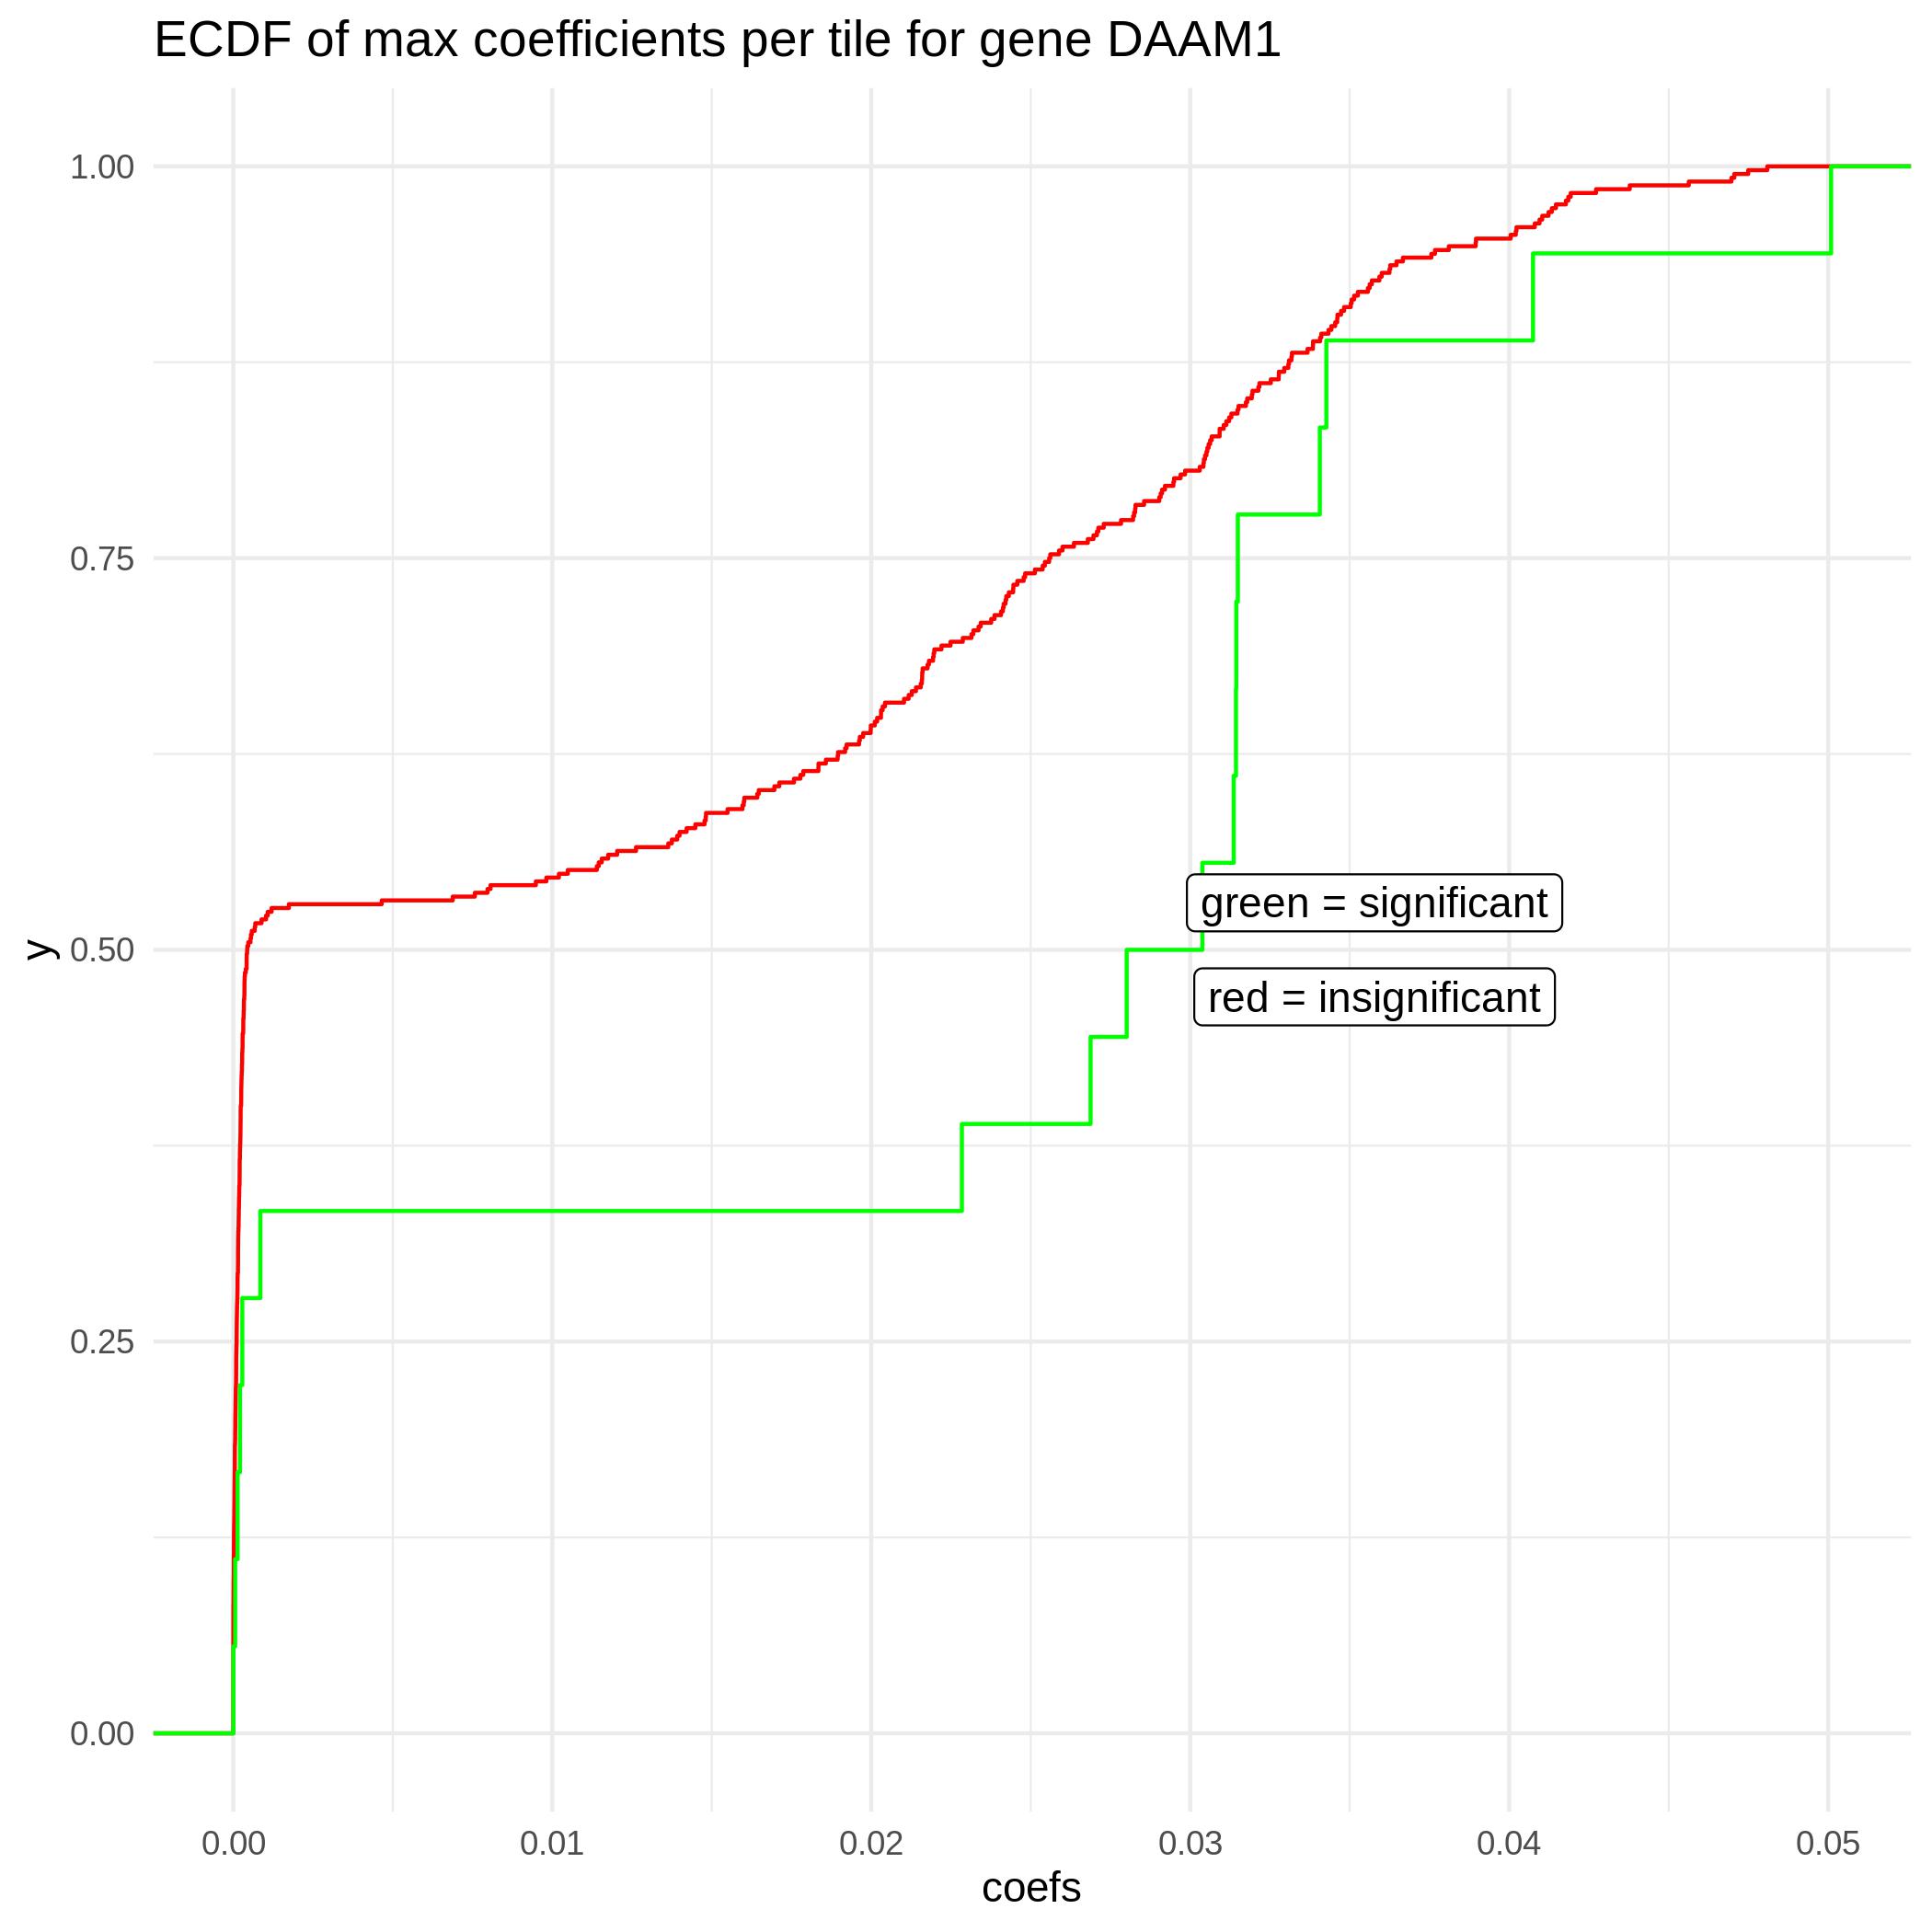 ECDF of max coefficients per tile for gene DAAM1
y
1.00
0.75
0.50
0.25
0.00
green = significant
red = insignificant
0.00 0.01 0.02 0.03 0.04 0.05
coefs